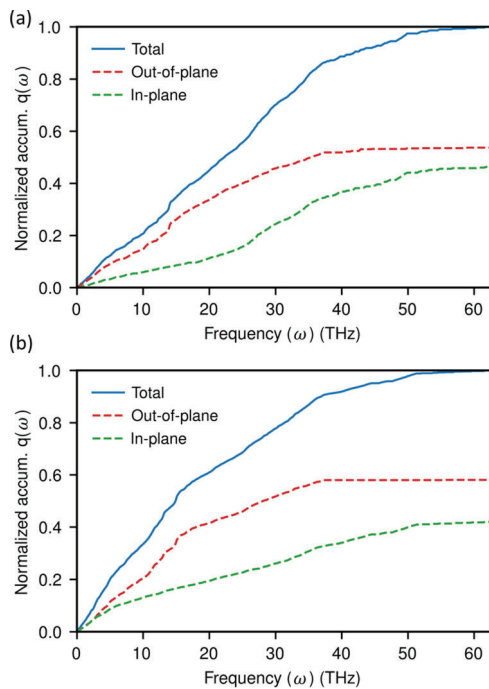 (a)
1.0
0.8
0.6
0.4
0.2
0.0
Normalized accum. q(ω)
Total
Out-of-plane
In-plane
0 10 20 30 40 50 60
Frequency (ω) (THz)
(b)
1.0
0.8
0.6
0.4
0.2
0.0
Normalized accum. q(ω)
Total
Out-of-plane
In-plane
0 10 20 30 40 50 60
Frequency (ω) (THz)